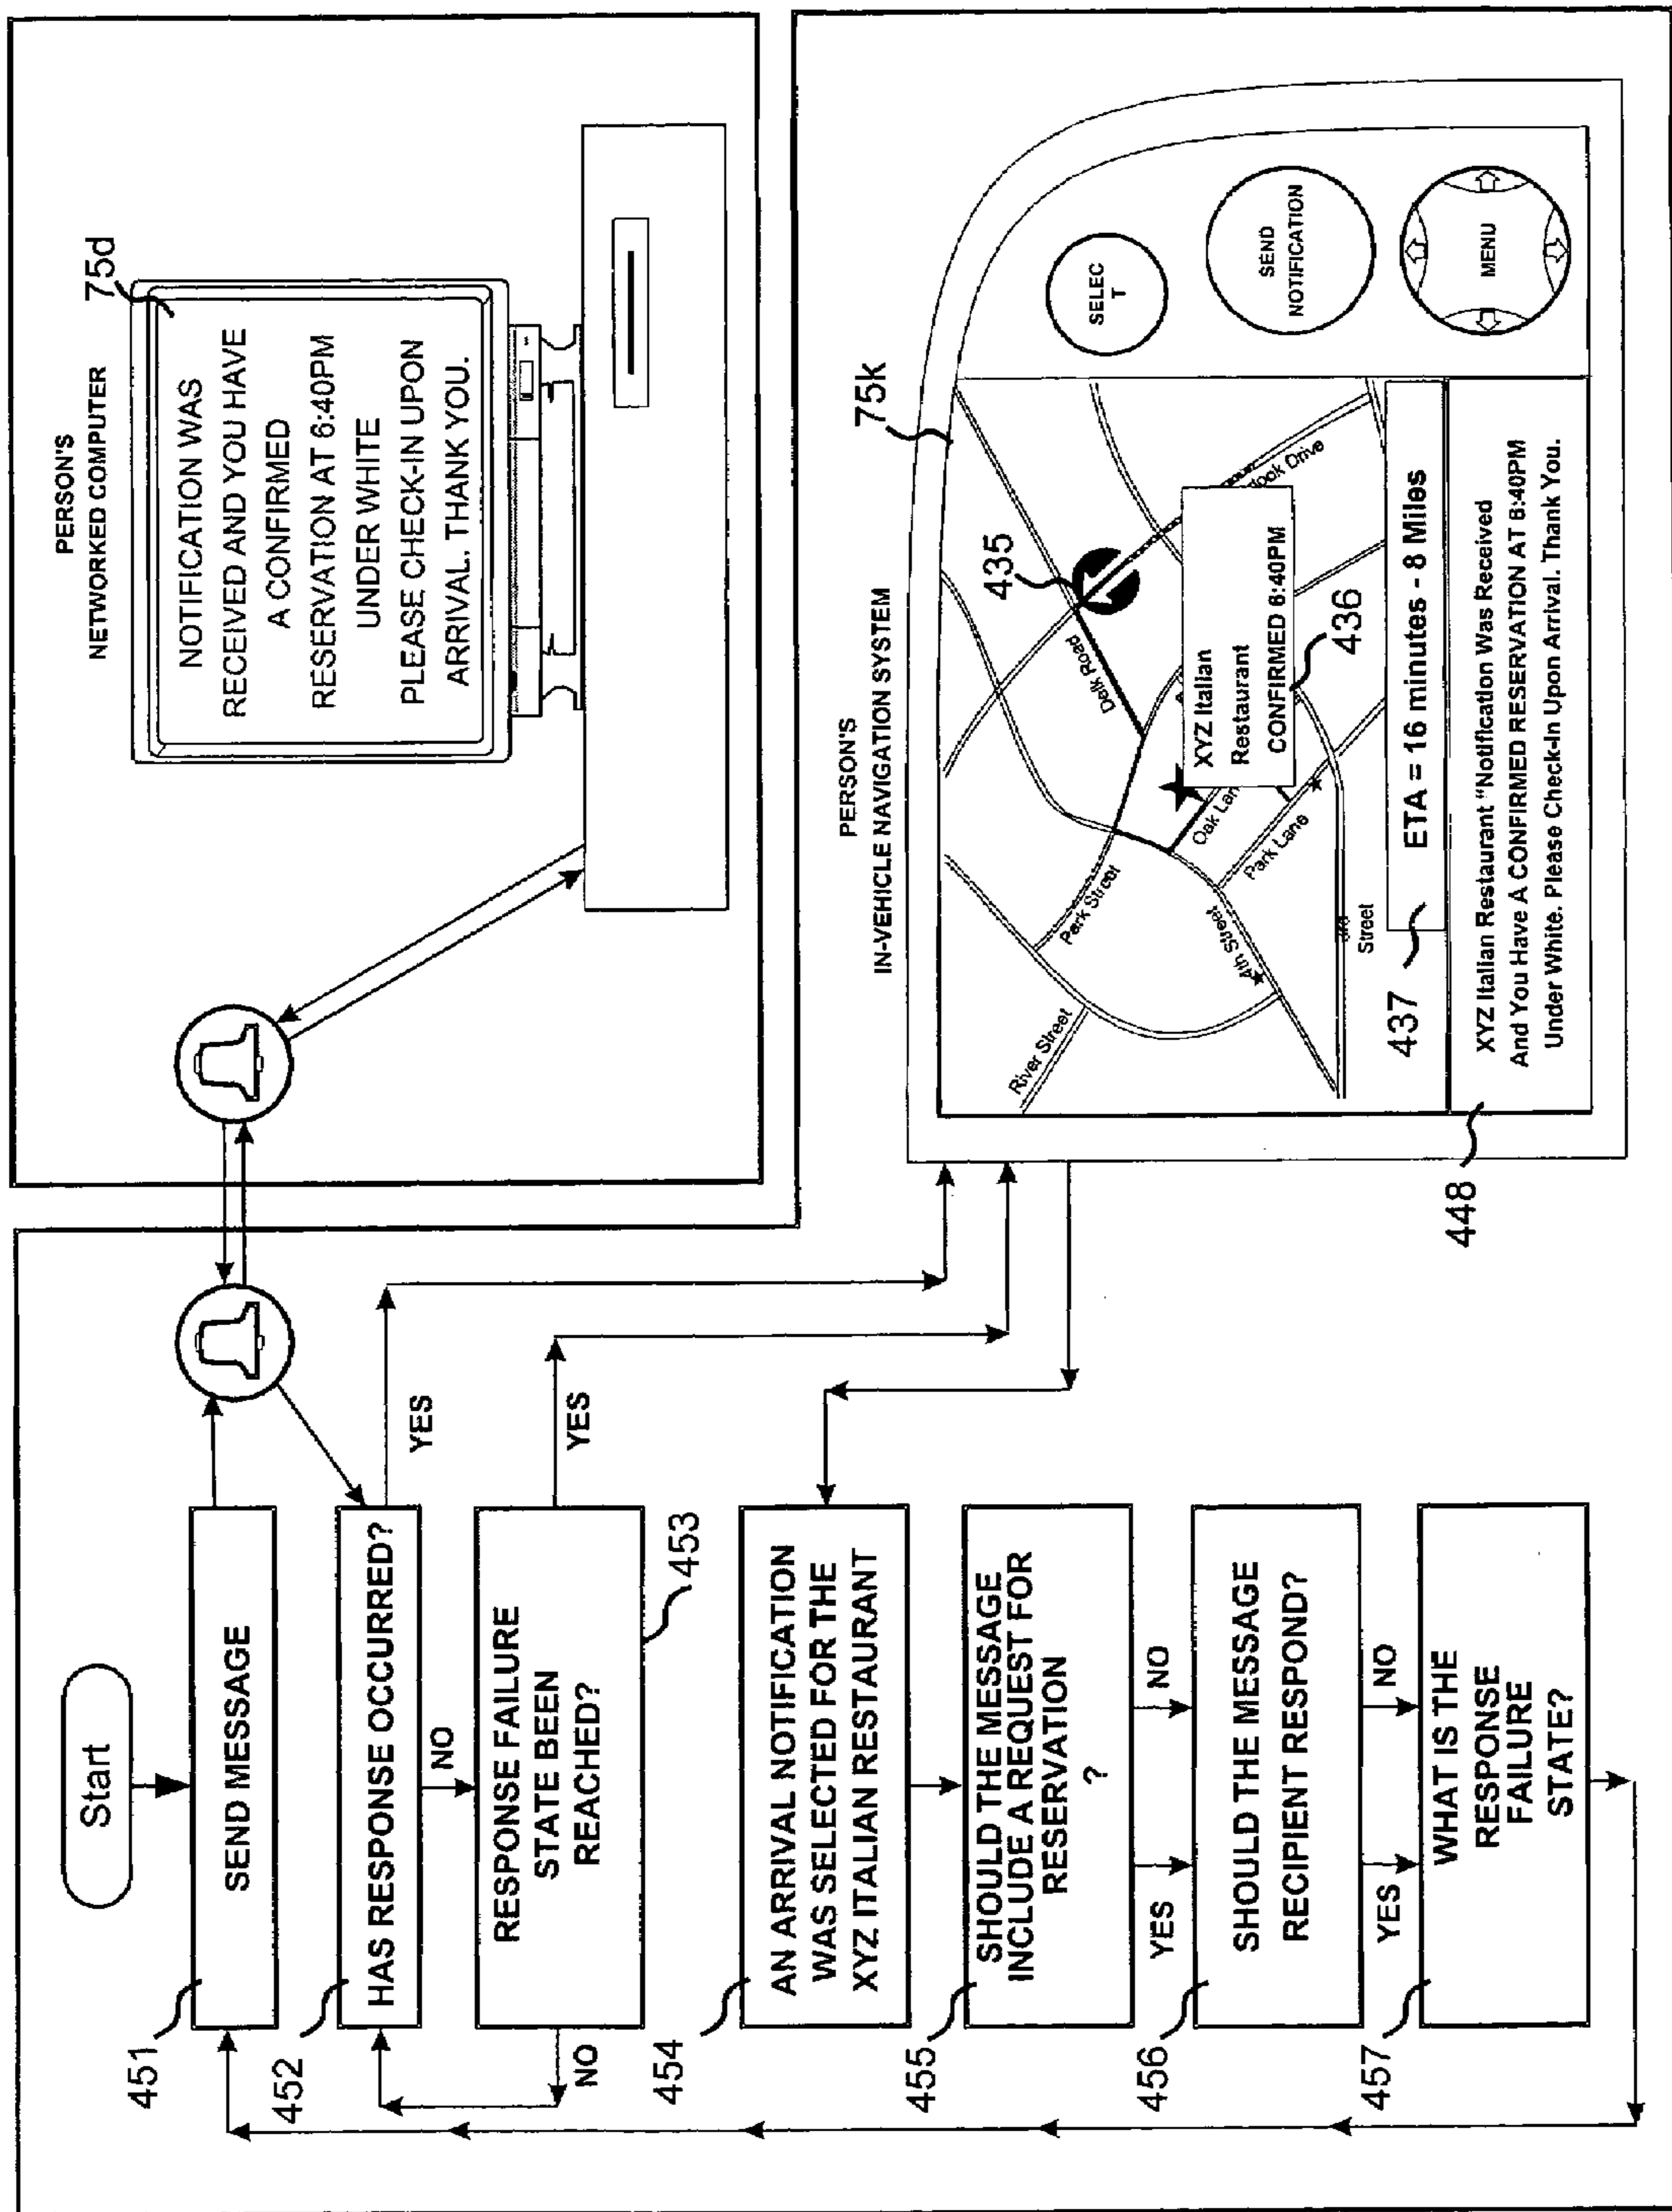 Start
451
SEND MESSAGE
452
HAS RESPONSE OCCURRED?
YES
NO
RESPONSE FAILURE
STATE BEEN
REACHED?
453
YES
NO
454
AN ARRIVAL NOTIFICATION
WAS SELECTED FOR THE
XYZ ITALIAN RESTAURANT
455
SHOULD THE MESSAGE
INCLUDE A REQUEST FOR
RESERVATION
?
YES
NO
456
SHOULD THE MESSAGE
RECIPIENT RESPOND?
YES
NO
457
WHAT IS THE
RESPONSE
FAILURE
STATE?
PERSON'S
NETWORKED COMPUTER
75d
NOTIFICATION WAS
RECEIVED AND YOU HAVE
A CONFIRMED
RESERVATION AT 6:40PM
UNDER WHITE
PLEASE CHECK-IN UPON
ARRIVAL. THANK YOU.
PERSON'S
IN-VEHICLE NAVIGATION SYSTEM
75k
435
Delk Road
ook Drive
XYZ Italian
Restaurant
CONFIRMED 6:40PM
436
Oak Lan
Park Lane
Park Street
4th Street
River Street
Street
437
ETA = 16 minutes - 8 Miles
448
XYZ Italian Restaurant "Notification Was Received
And You Have A CONFIRMED RESERVATION AT 6:40PM
Under White. Please Check-In Upon Arrival. Thank You.
SELEC
T
SEND
NOTIFICATION
MENU